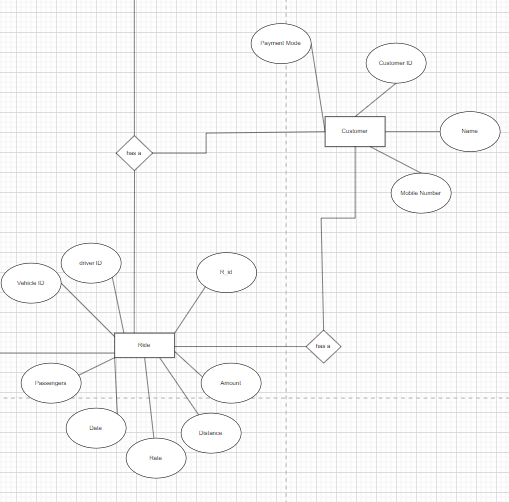 Payment Mode
Customer ID
Customer
Name
has a
Mobile Number
driver ID
R_id
Vehicle ID
Ride
has a
Passengers
Amount
Date
Distance
Rate